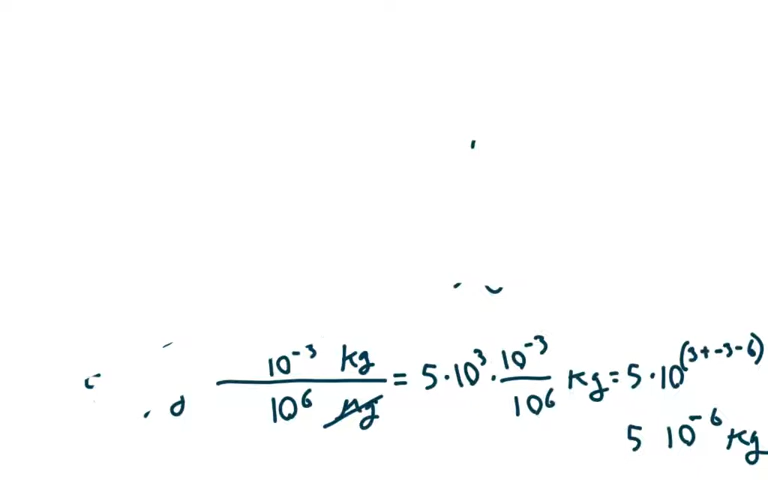 10⁻³ kg / 10⁶ μg = 5·10³·10⁻³ / 10⁶ kg = 5·10⁽³⁺⁻³⁻⁶⁾
5 10⁻⁶ kg